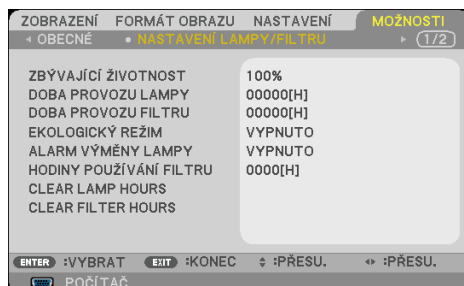 ZOBRAZENÍ FORMÁT OBRAZU NASTAVENÍ MOŽNOSTI
OBECNÉ • NASTAVENÍ LAMPY/FILTRU (1/2)
ZBÝVAJÍCÍ ŽIVOTNOST 100%
DOBA PROVOZU LAMPY 00000[H]
DOBA PROVOZU FILTRU 00000[H]
EKOLOGICKÝ REŽIM VYPNUTO
ALARM VÝMĚNY LAMPY VYPNUTO
HODINY POUŽÍVÁNÍ FILTRU 0000[H]
CLEAR LAMP HOURS
CLEAR FILTER HOURS
ENTER :VYBRAT EXIT :KONEC :PŘESU. :PŘESU.
POČÍTAČ